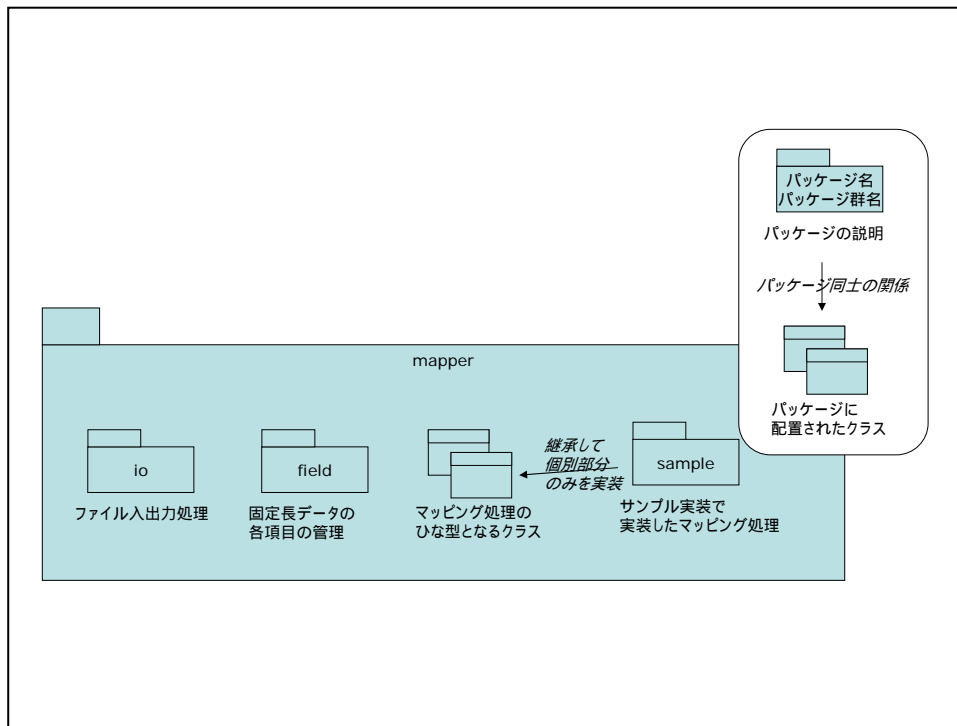 パッケージ名
パッケージ群名
パッケージの説明
パッケージ同士の関係
パッケージに
配置されたクラス
mapper
io
ファイル入出力処理
field
固定長データの
各項目の管理
マッピング処理の
ひな型となるクラス
継承して
個別部分
のみを実装
sample
サンプル実装で
実装したマッピング処理